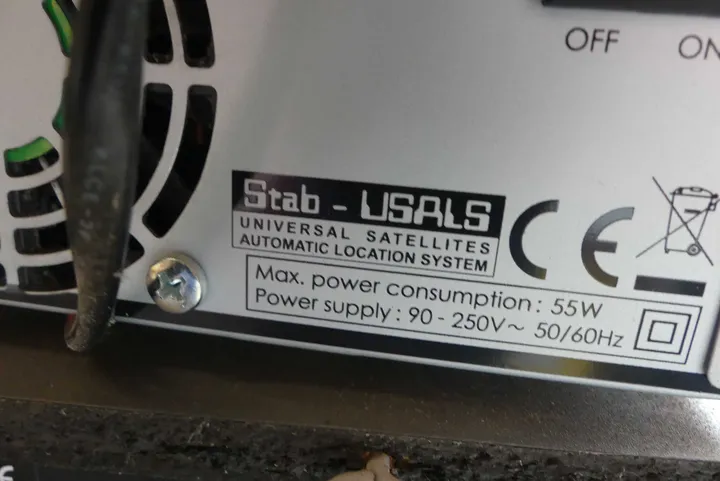 OFF
Stab - USALS
UNIVERSAL SATELLITES
AUTOMATIC LOCATION SYSTEM
CE
Max. power consumption : 55W
Power supply : 90 - 250V~ 50/60Hz